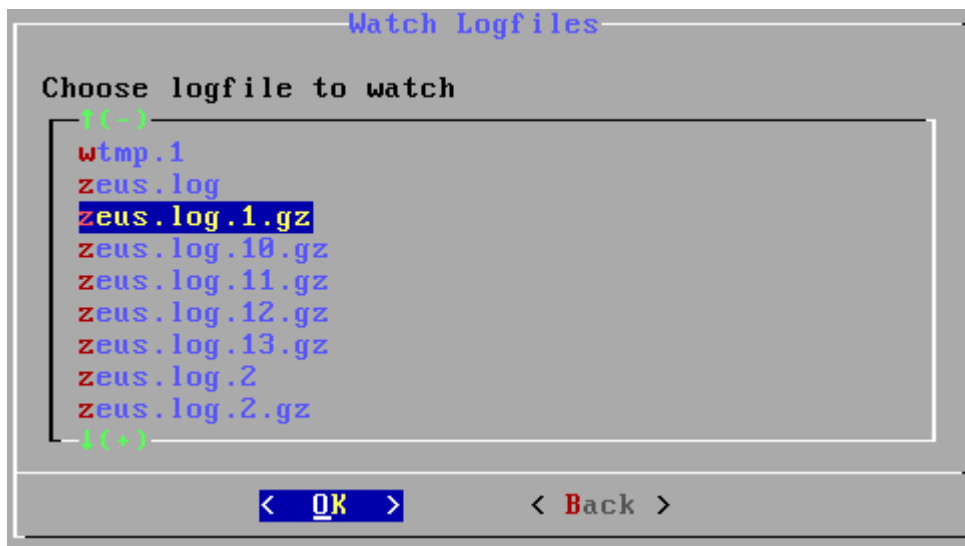 Watch Logfiles
Choose logfile to watch
↑(-)
wtmp.1
zeus.log
zeus.log.1.gz
zeus.log.10.gz
zeus.log.11.gz
zeus.log.12.gz
zeus.log.13.gz
zeus.log.2
zeus.log.2.gz
↓(+)
< OK > < Back >